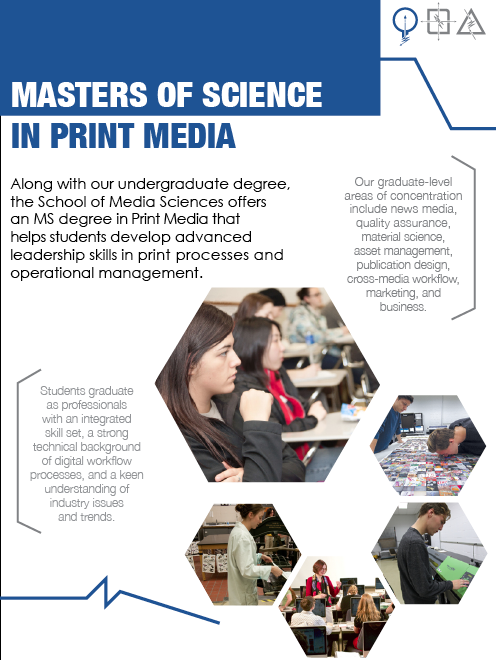 MASTERS OF SCIENCE
IN PRINT MEDIA
Along with our undergraduate degree,
the School of Media Sciences offers
an MS degree in Print Media that
helps students develop advanced
leadership skills in print processes and
operational management.
Our graduate-level
areas of concentration
include news media,
quality assurance,
material science,
asset management,
publication design,
cross-media workflow,
marketing, and
business.
Students graduate
as professionals
with an integrated
skill set, a strong
technical background
of digital workflow
processes, and a keen
understanding of
industry issues
and trends.